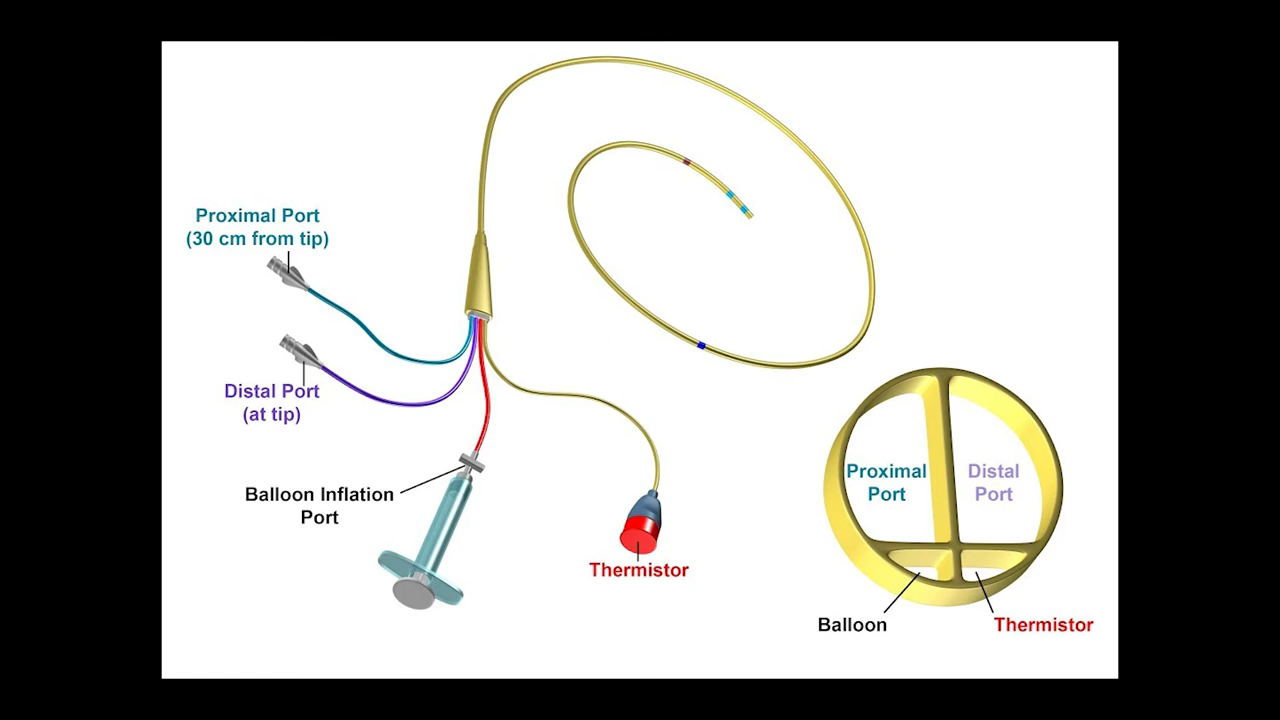 Proximal Port
(30 cm from tip)
Distal Port
(at tip)
Balloon Inflation
Port
Thermistor
Proximal
Port
Distal
Port
Balloon
Thermistor